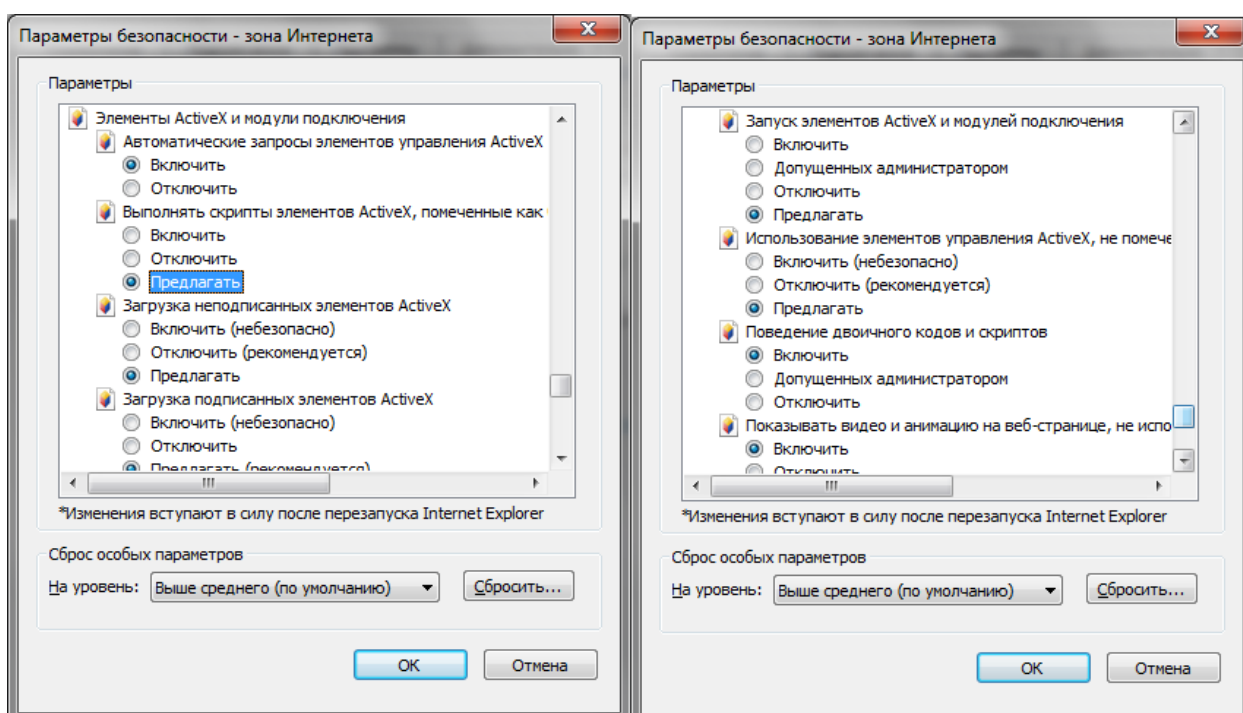 Параметры безопасности - зона Интернета
Параметры
Элементы ActiveX и модули подключения
Автоматические запросы элементов управления ActiveX
Включить
Отключить
Выполнять скрипты элементов ActiveX, помеченные как
Включить
Отключить
Предлагать
Загрузка неподписанных элементов ActiveX
Включить (небезопасно)
Отключить (рекомендуется)
Предлагать
Загрузка подписанных элементов ActiveX
Включить (небезопасно)
Отключить
Предлагать (рекомендуется)
*Изменения вступают в силу после перезапуска Internet Explorer
Сброс особых параметров
На уровень: Выше среднего (по умолчанию) Сбросить...
OK Отмена
Параметры безопасности - зона Интернета
Параметры
Запуск элементов ActiveX и модулей подключения
Включить
Допущенных администратором
Отключить
Предлагать
Использование элементов управления ActiveX, не помече
Включить (небезопасно)
Отключить (рекомендуется)
Предлагать
Поведение двоичного кодов и скриптов
Включить
Допущенных администратором
Отключить
Показывать видео и анимацию на веб-странице, не испо
Включить
Отключить
*Изменения вступают в силу после перезапуска Internet Explorer
Сброс особых параметров
На уровень: Выше среднего (по умолчанию) Сбросить...
OK Отмена